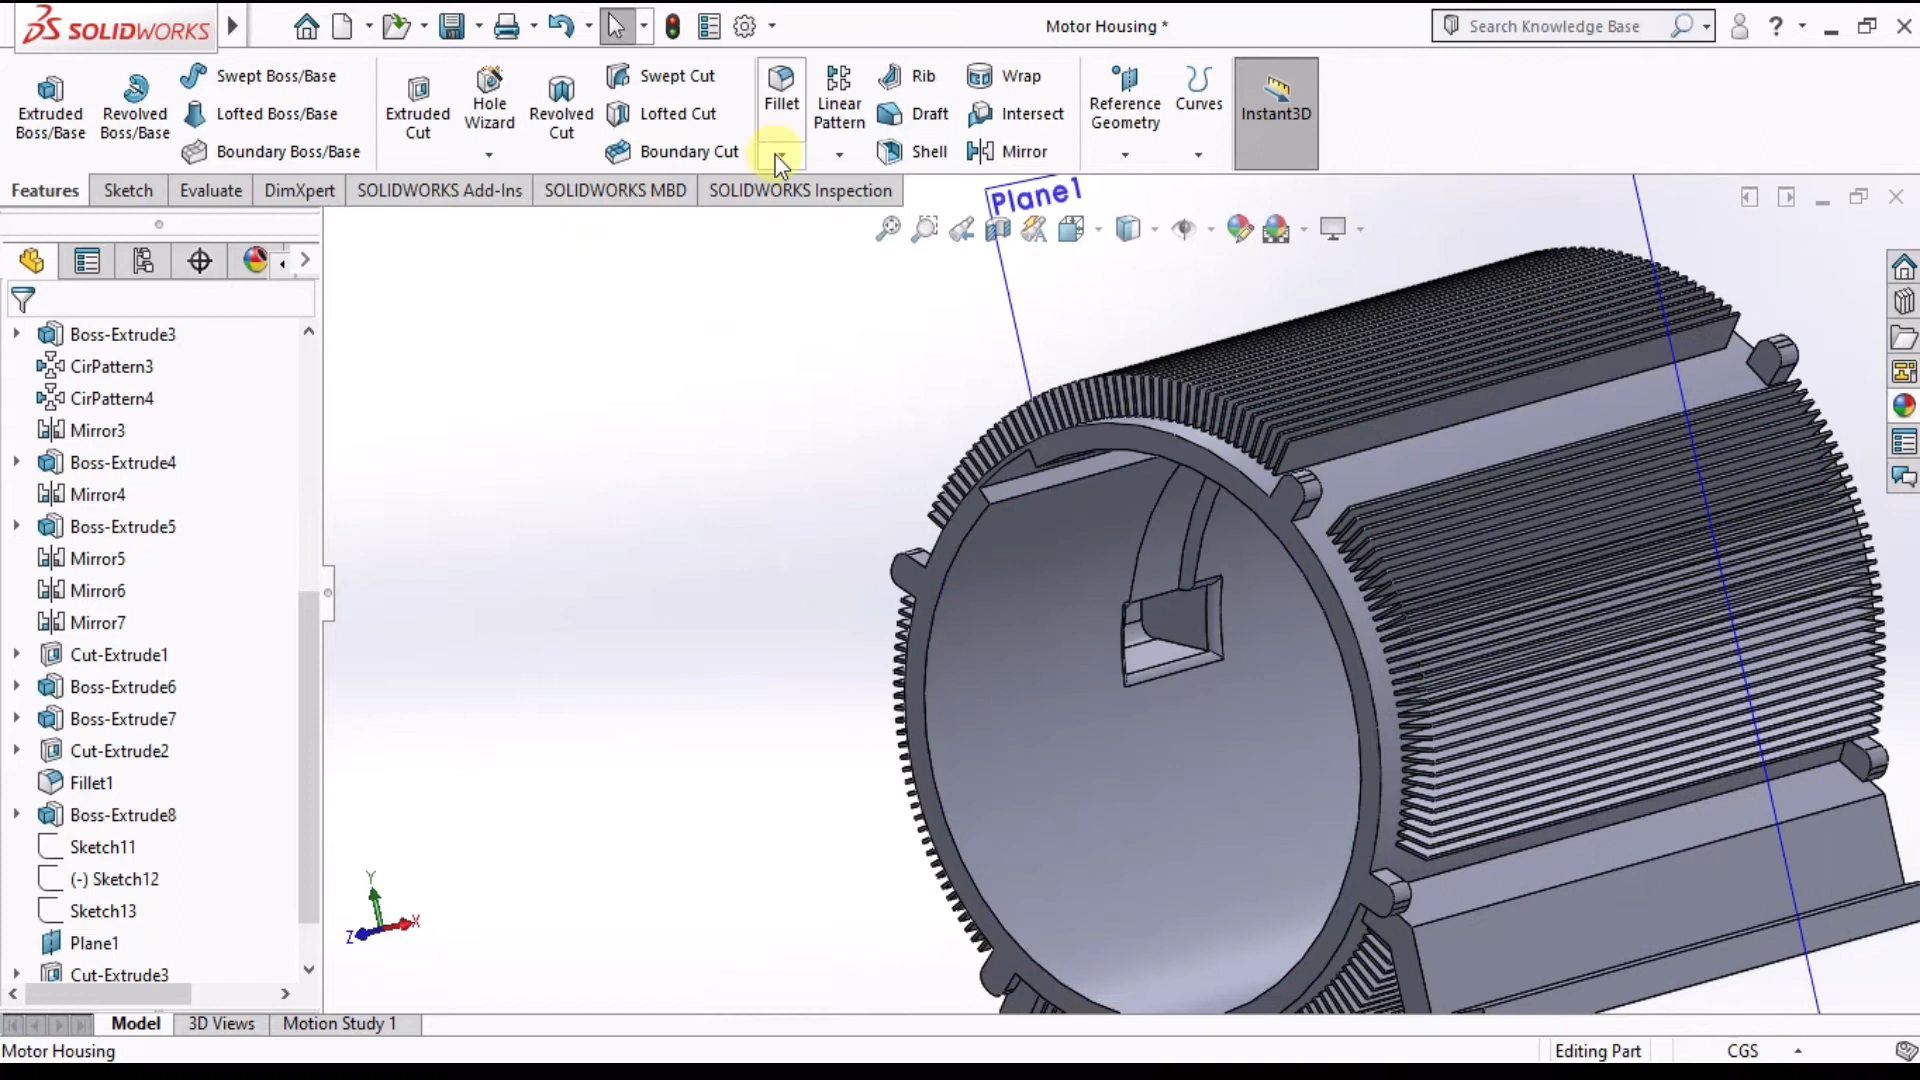 SOLIDWORKS
Motor Housing *
Search Knowledge Base
?
Extruded Boss/Base
Revolved Boss/Base
Swept Boss/Base
Lofted Boss/Base
Boundary Boss/Base
Extruded Cut
Hole Wizard
Revolved Cut
Swept Cut
Lofted Cut
Boundary Cut
Fillet
Linear Pattern
Rib
Draft
Shell
Wrap
Intersect
Mirror
Reference Geometry
Curves
Instant3D
Features
Sketch
Evaluate
DimXpert
SOLIDWORKS Add-Ins
SOLIDWORKS MBD
SOLIDWORKS Inspection
Plane1
Boss-Extrude3
CirPattern3
CirPattern4
Mirror3
Boss-Extrude4
Mirror4
Boss-Extrude5
Mirror5
Mirror6
Mirror7
Cut-Extrude1
Boss-Extrude6
Boss-Extrude7
Cut-Extrude2
Fillet1
Boss-Extrude8
Sketch11
(-) Sketch12
Sketch13
Plane1
Cut-Extrude3
Y
X
Z
Model
3D Views
Motion Study 1
Motor Housing
Editing Part
CGS